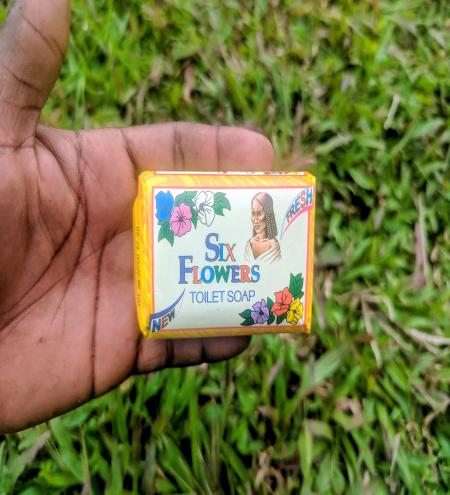 FRESH
SIX
FLOWERS
TOILET SOAP
NEW